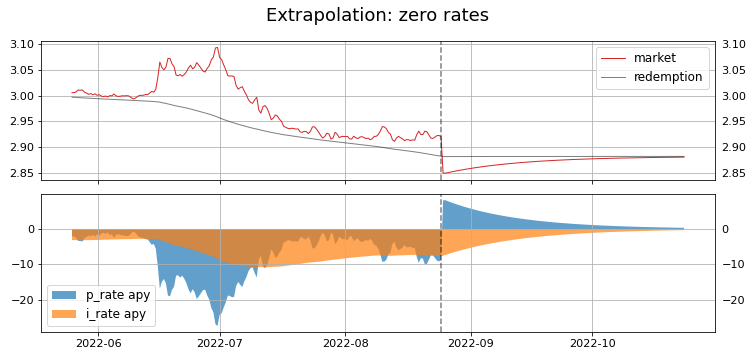 Extrapolation: zero rates
3.10 3.10
3.05 3.05
3.00 3.00
2.95 2.95
2.90 2.90
2.85 2.85
market
redemption
0 0
−10 −10
−20 −20
p_rate apy
i_rate apy
2022-06 2022-07 2022-08 2022-09 2022-10